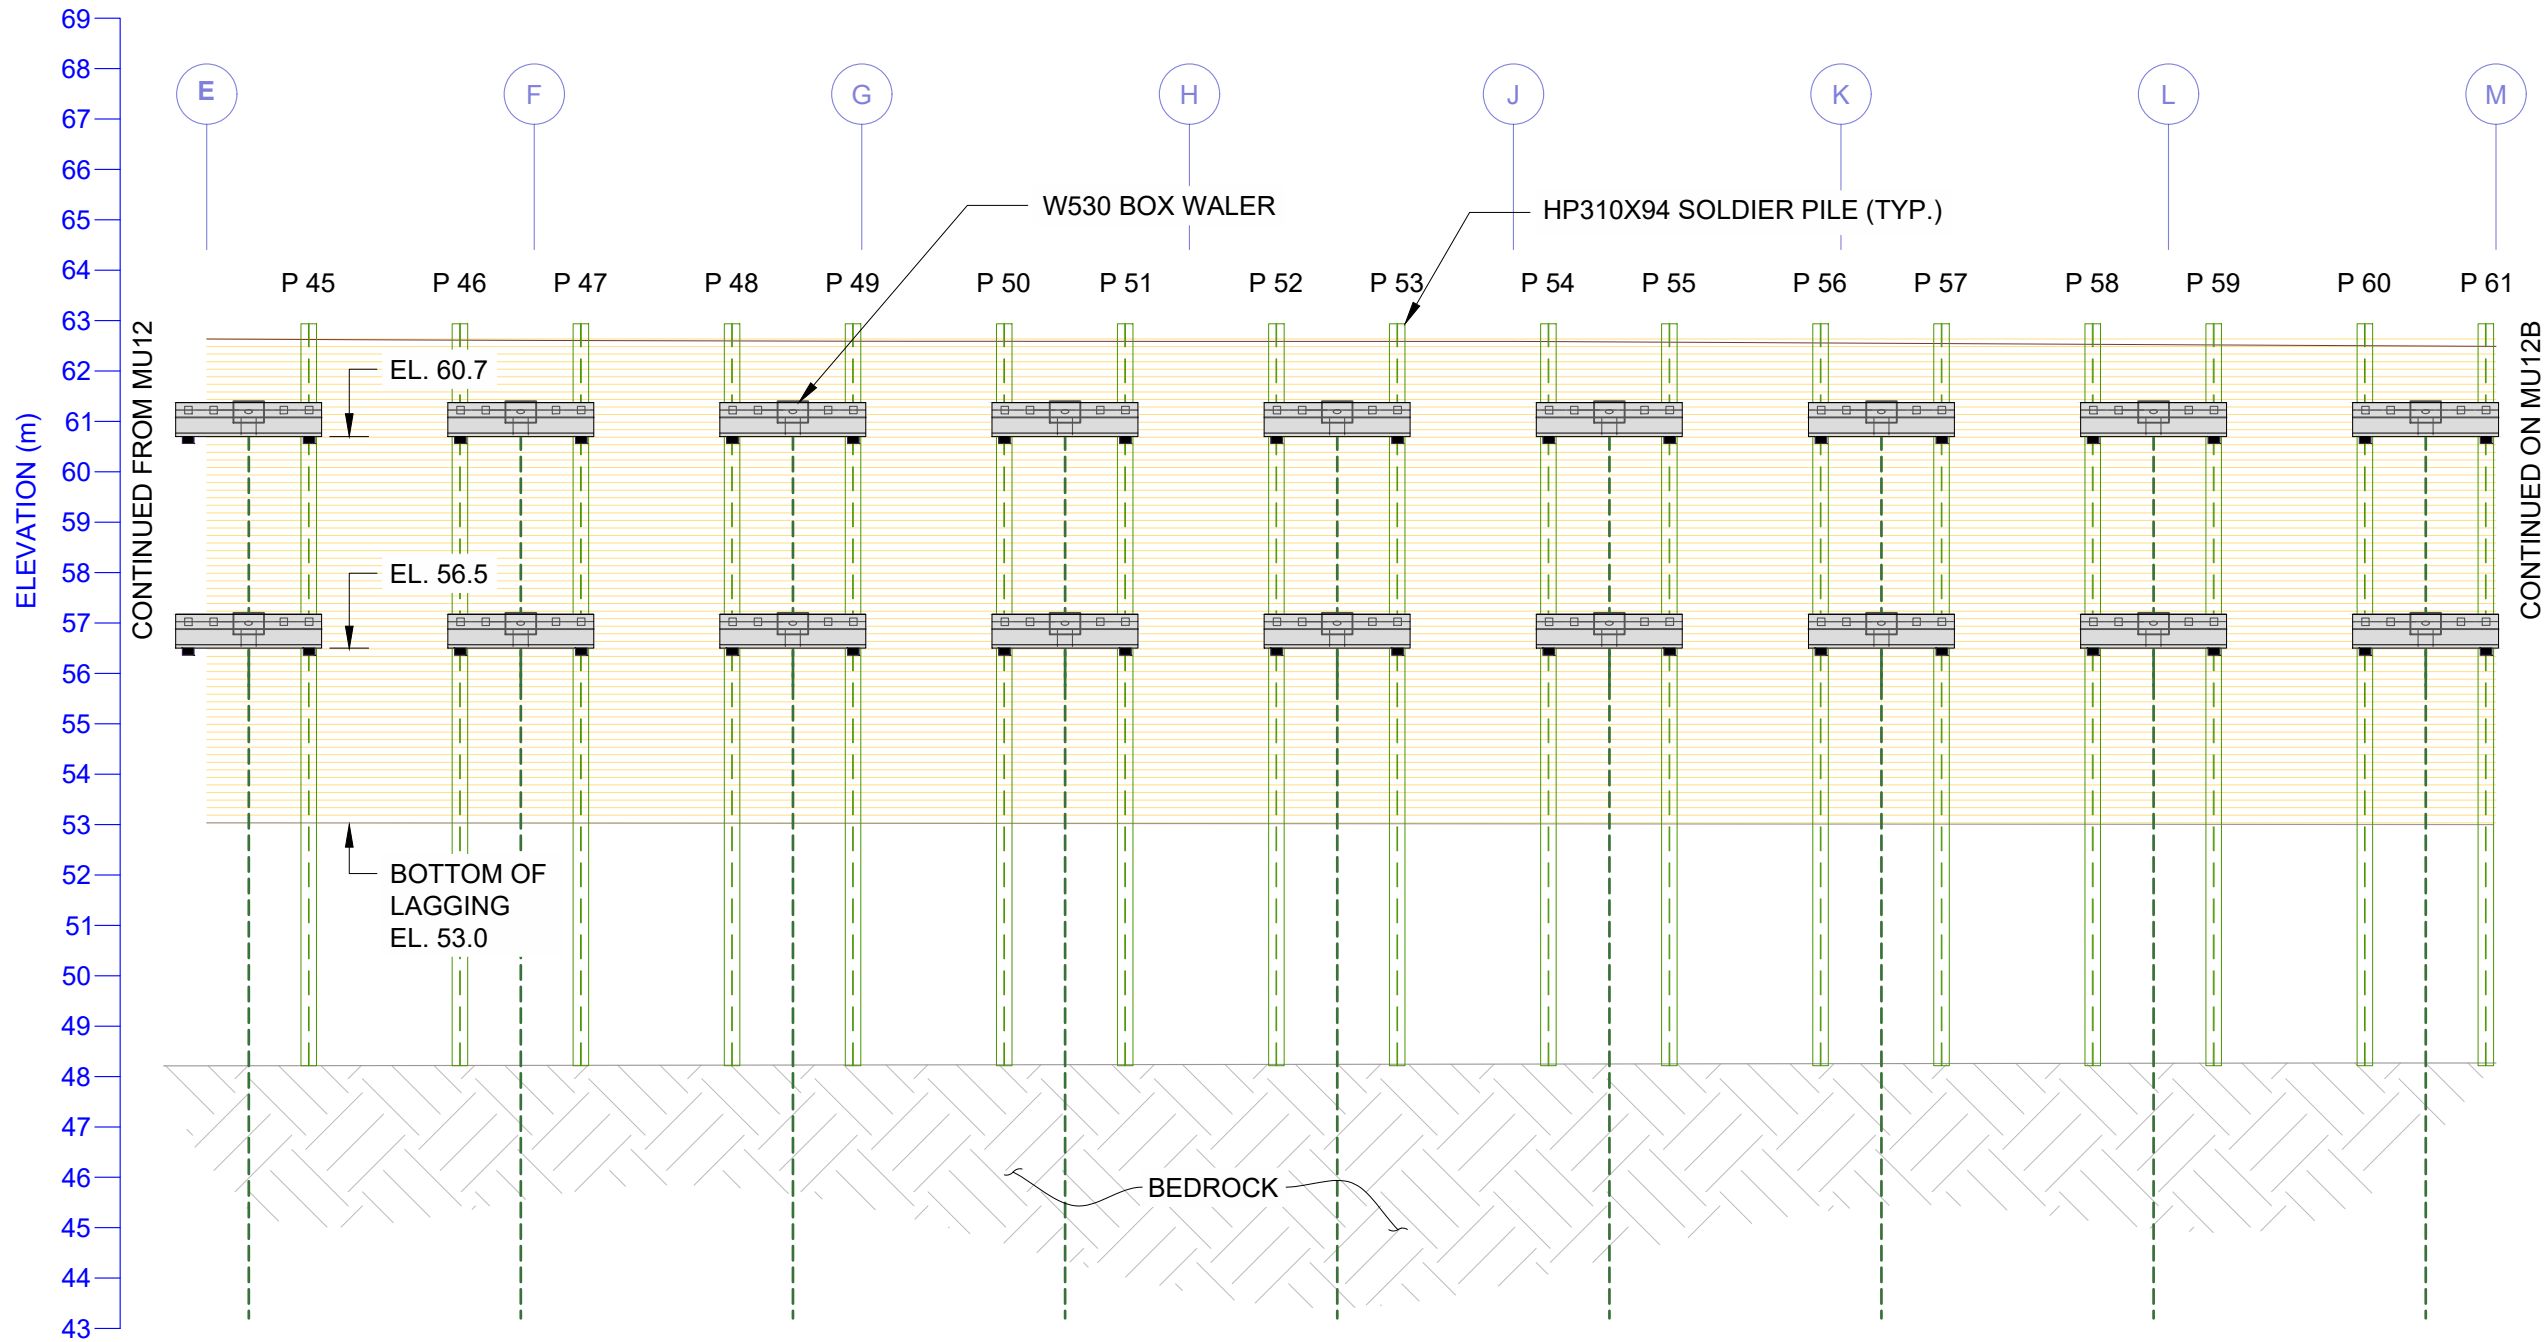 69
68
67
66
65
64
63
62
61
60
59
58
57
56
55
54
53
52
51
50
49
48
47
46
45
44
43
ELEVATION (m)
CONTINUED FROM MU12
E
F
G
H
J
K
L
M
W530 BOX WALER
HP310X94 SOLDIER PILE (TYP.)
P 45
P 46
P 47
P 48
P 49
P 50
P 51
P 52
P 53
P 54
P 55
P 56
P 57
P 58
P 59
P 60
P 61
EL. 60.7
EL. 56.5
BOTTOM OF
LAGGING
EL. 53.0
BEDROCK
CONTINUED ON MU12B